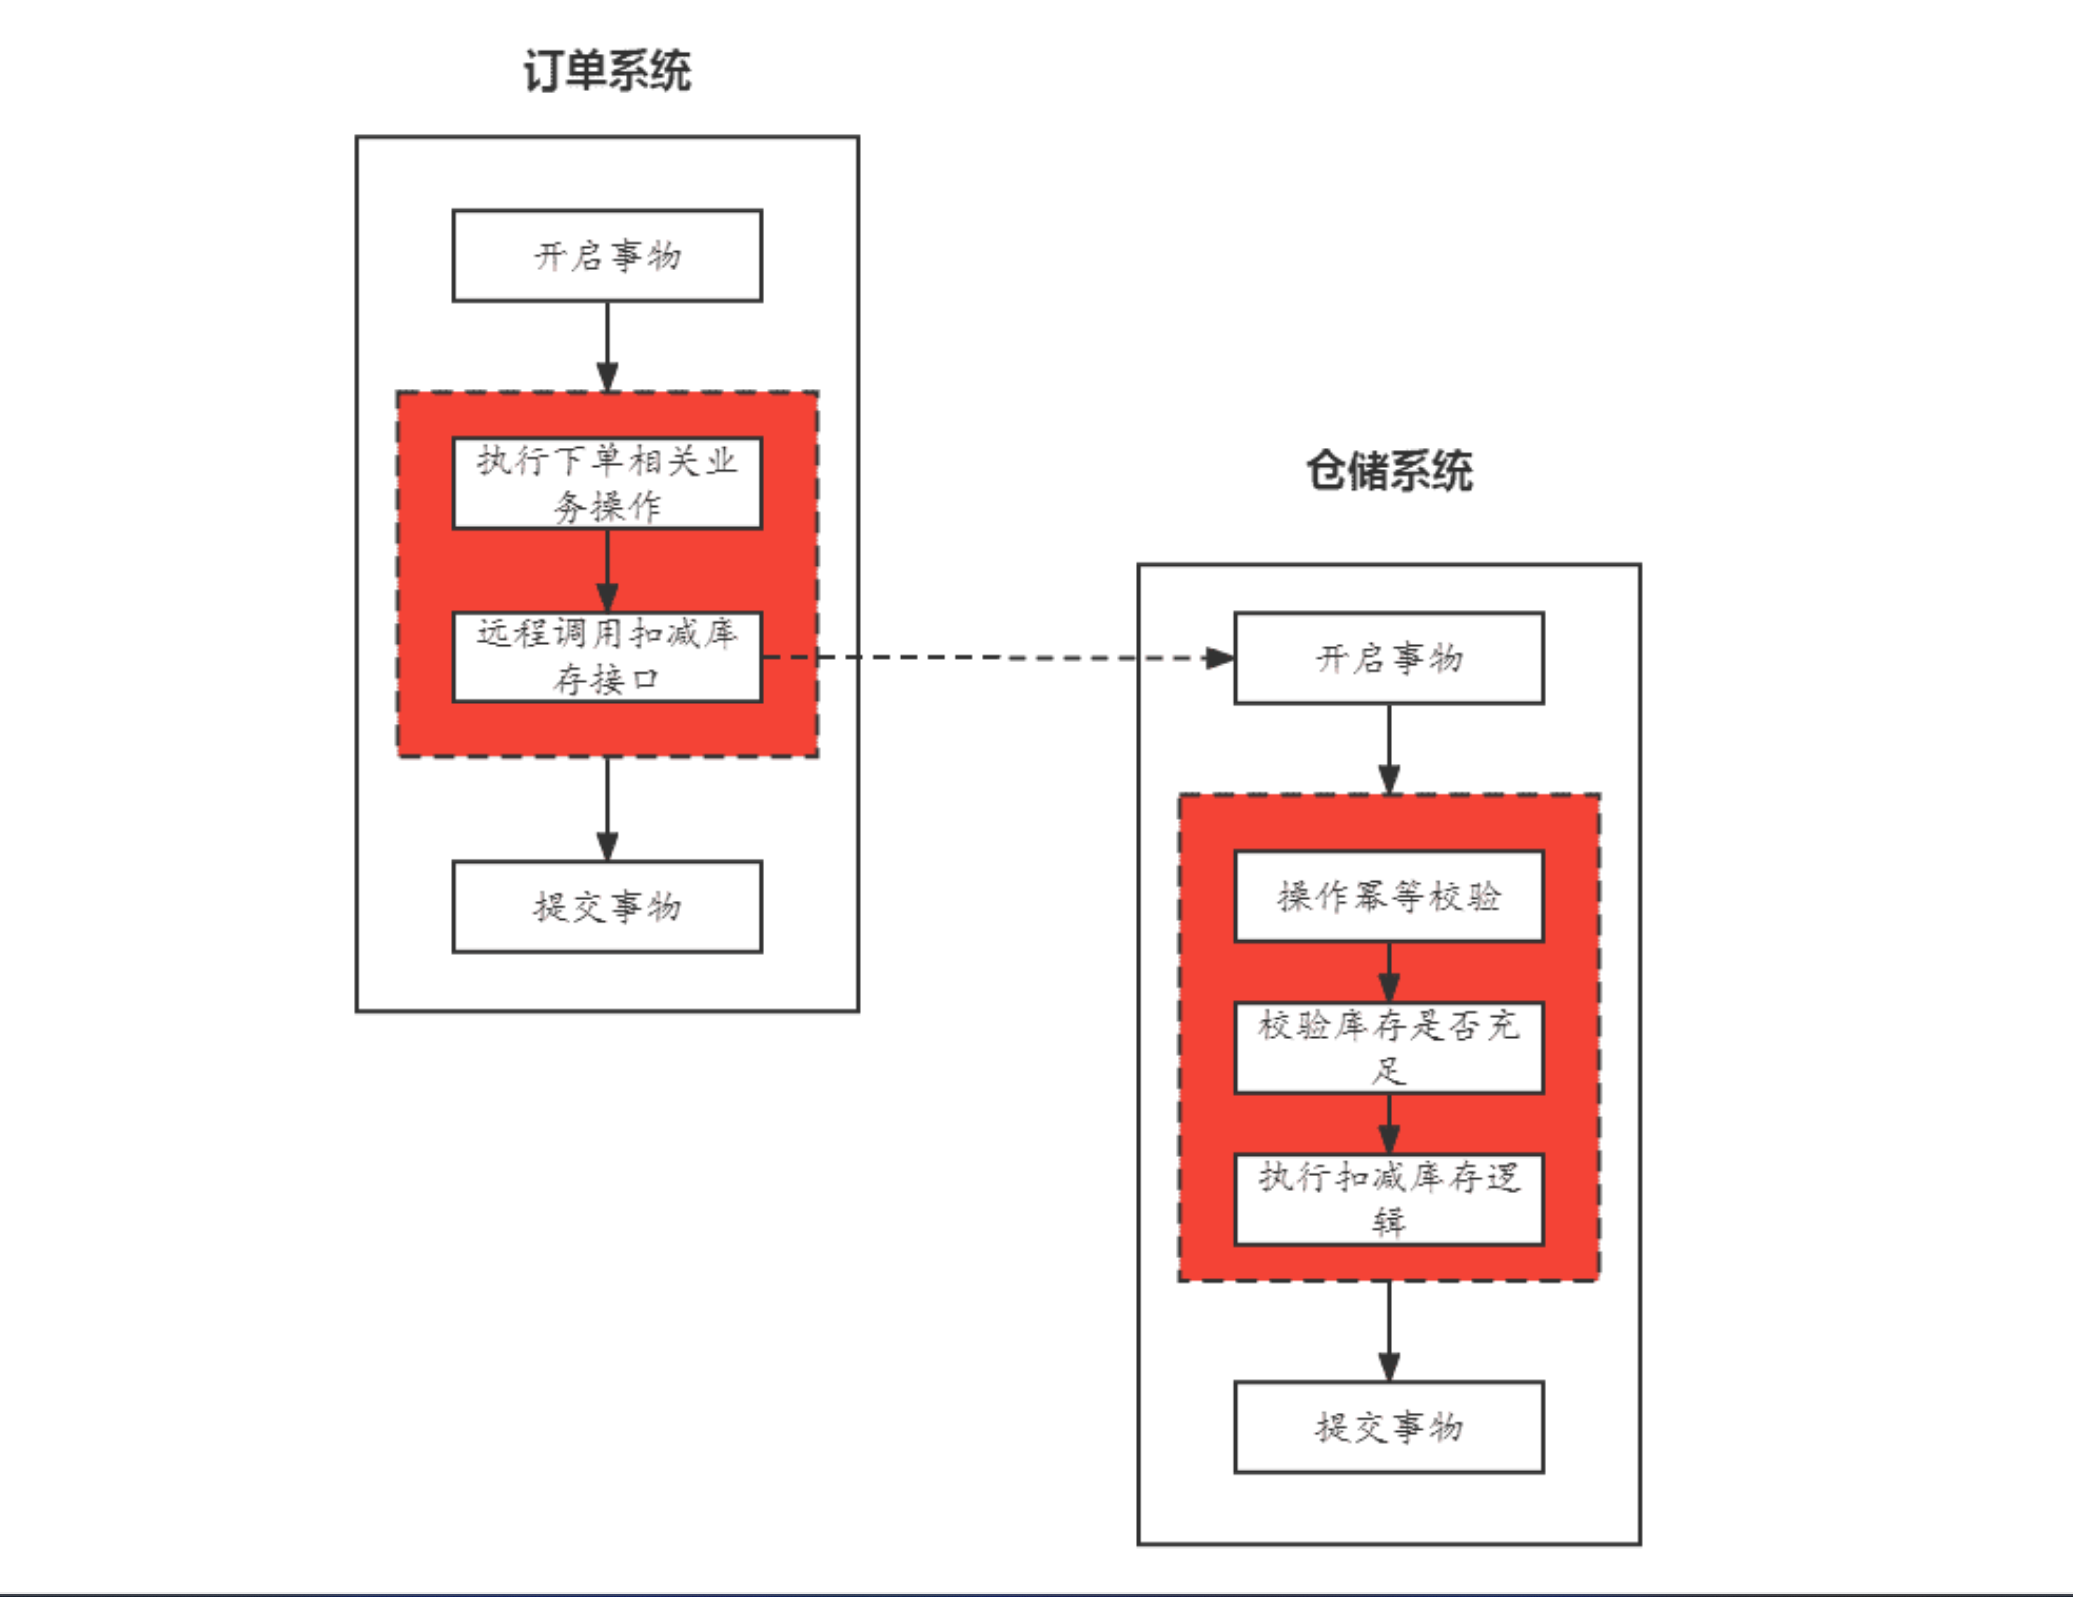 订单系统
开启事物
执行下单相关业
务操作
远程调用扣减库
存接口
提交事物
仓储系统
开启事物
操作幂等校验
校验库存是否充
足
执行扣减库存逻
辑
提交事物